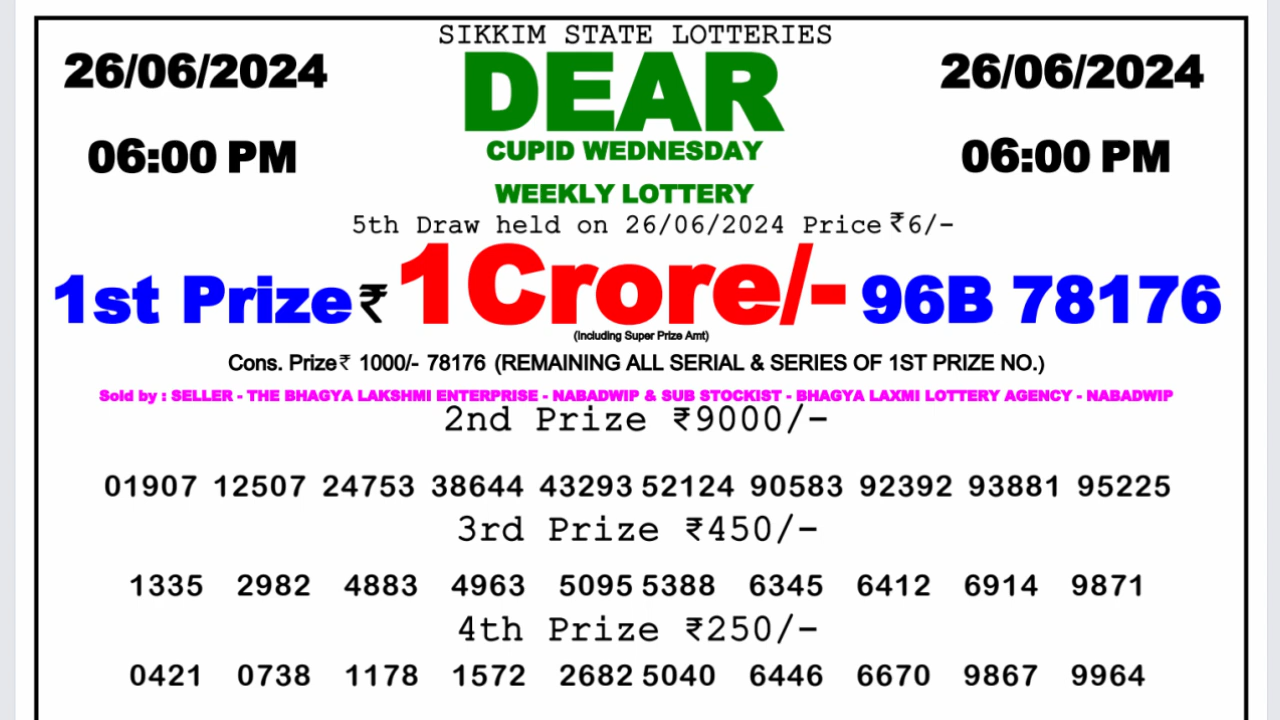 SIKKIM STATE LOTTERIES
26/06/2024 DEAR 26/06/2024
06:00 PM CUPID WEDNESDAY 06:00 PM
WEEKLY LOTTERY
5th Draw held on 26/06/2024 Price ₹6/-
1st Prize ₹ 1Crore/- 96B 78176
(Including Super Prize Amt)
Cons. Prize₹ 1000/- 78176 (REMAINING ALL SERIAL & SERIES OF 1ST PRIZE NO.)
Sold by : SELLER - THE BHAGYA LAKSHMI ENTERPRISE - NABADWIP & SUB STOCKIST - BHAGYA LAXMI LOTTERY AGENCY - NABADWIP
2nd Prize ₹9000/-
01907 12507 24753 38644 43293 52124 90583 92392 93881 95225
3rd Prize ₹450/-
1335 2982 4883 4963 5095 5388 6345 6412 6914 9871
4th Prize ₹250/-
0421 0738 1178 1572 2682 5040 6446 6670 9867 9964